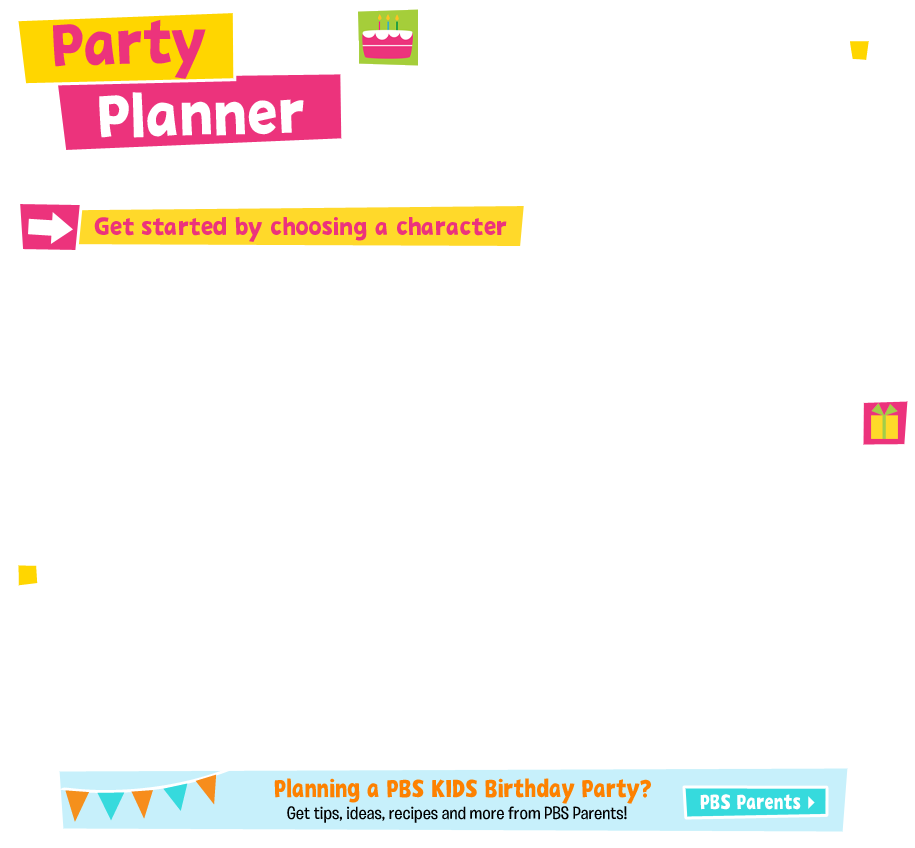 Party
Planner
Get started by choosing a character
Planning a PBS KIDS Birthday Party?
Get tips, ideas, recipes and more from PBS Parents!
PBS Parents